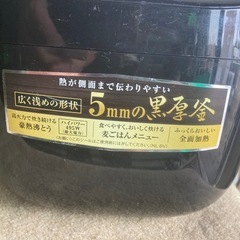 熱が側面まで伝わりやすい
広く浅めの形状
5mmの黒厚釜
最大火力で炊き続ける
豪熱沸とう
ハイパワー
495W
食べやすく、おいしく炊ける
麦ごはんメニュー
ふっくらおいしい
全面加熱